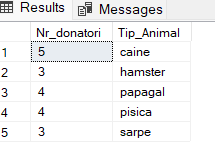 Results Messages
Nr_donatori Tip_Animal
1 5 caine
2 3 hamster
3 4 papagal
4 4 pisica
5 3 sarpe